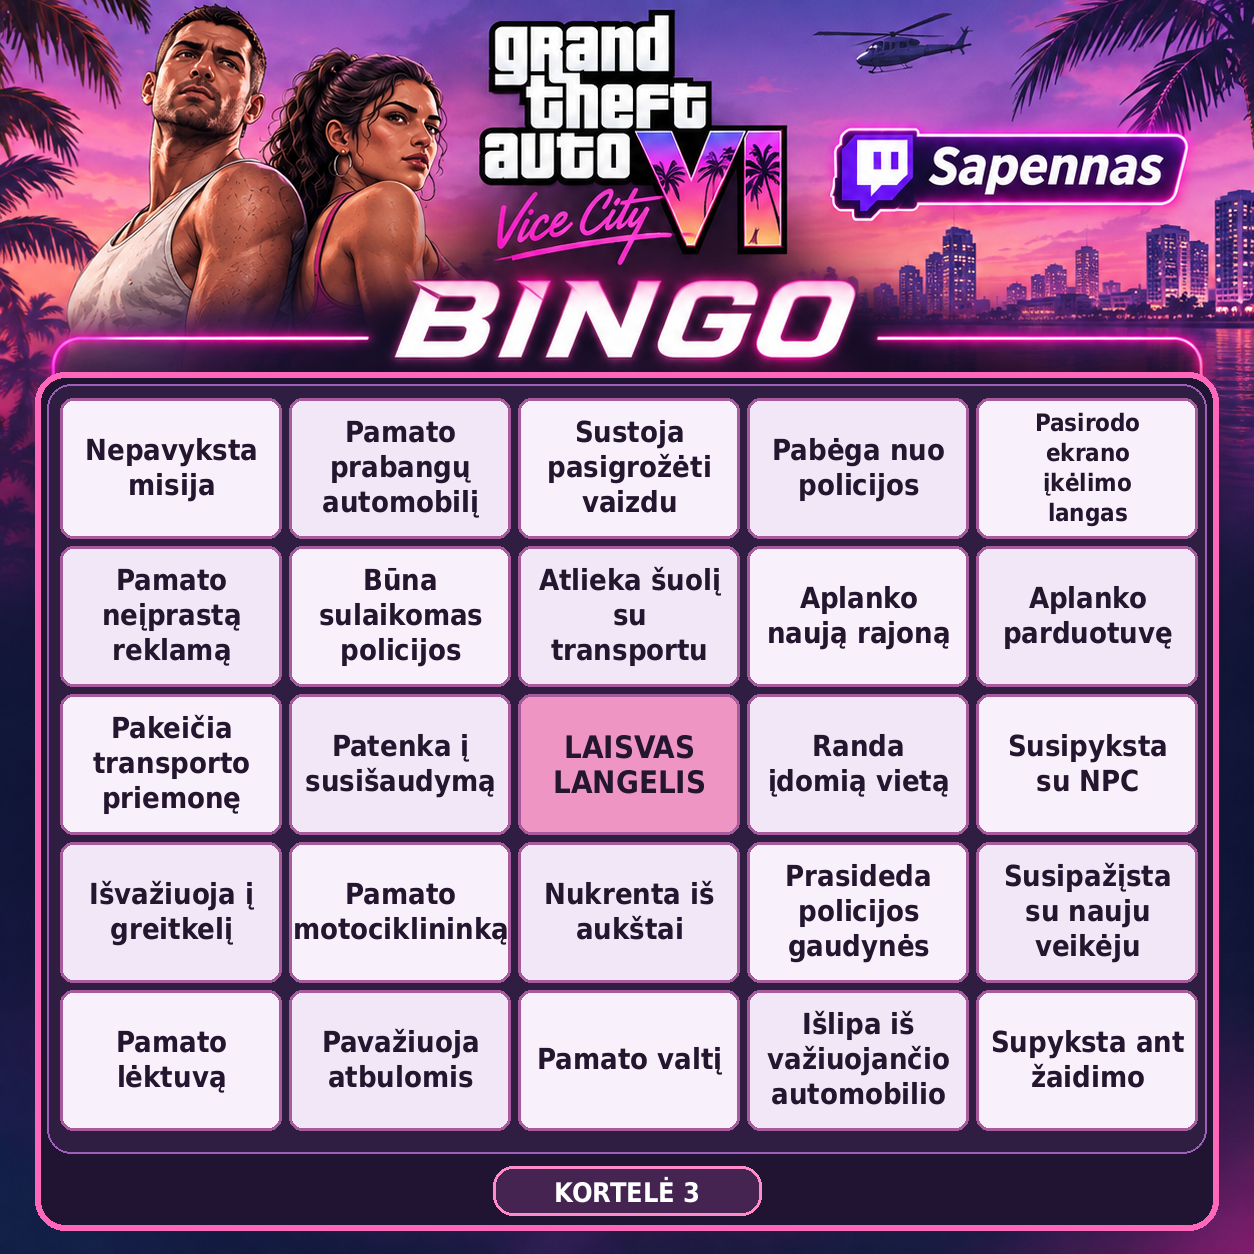 grand
theft
auto VI
Vice City
Sapennas
BINGO
Nepavyksta
misija
Pamato
prabangų
automobilį
Sustoja
pasigrožėti
vaizdu
Pabėga nuo
policijos
Pasirodo
ekrano
įkėlimo
langas
Pamato
neįprastą
reklamą
Būna
sulaikomas
policijos
Atlieka šuolį
su
transportu
Aplanko
naują rajoną
Aplanko
parduotuvę
Pakeičia
transporto
priemonę
Patenka į
susišaudymą
LAISVAS
LANGELIS
Randa
įdomią vietą
Susipyksta
su NPC
Išvažiuoja į
greitkelį
Pamato
motociklininką
Nukrenta iš
aukštai
Prasideda
policijos
gaudynės
Susipažįsta
su nauju
veikėju
Pamato
lėktuvą
Pavažiuoja
atbulomis
Pamato valtį
Išlipa iš
važiuojančio
automobilio
Supyksta ant
žaidimo
KORTELĖ 3